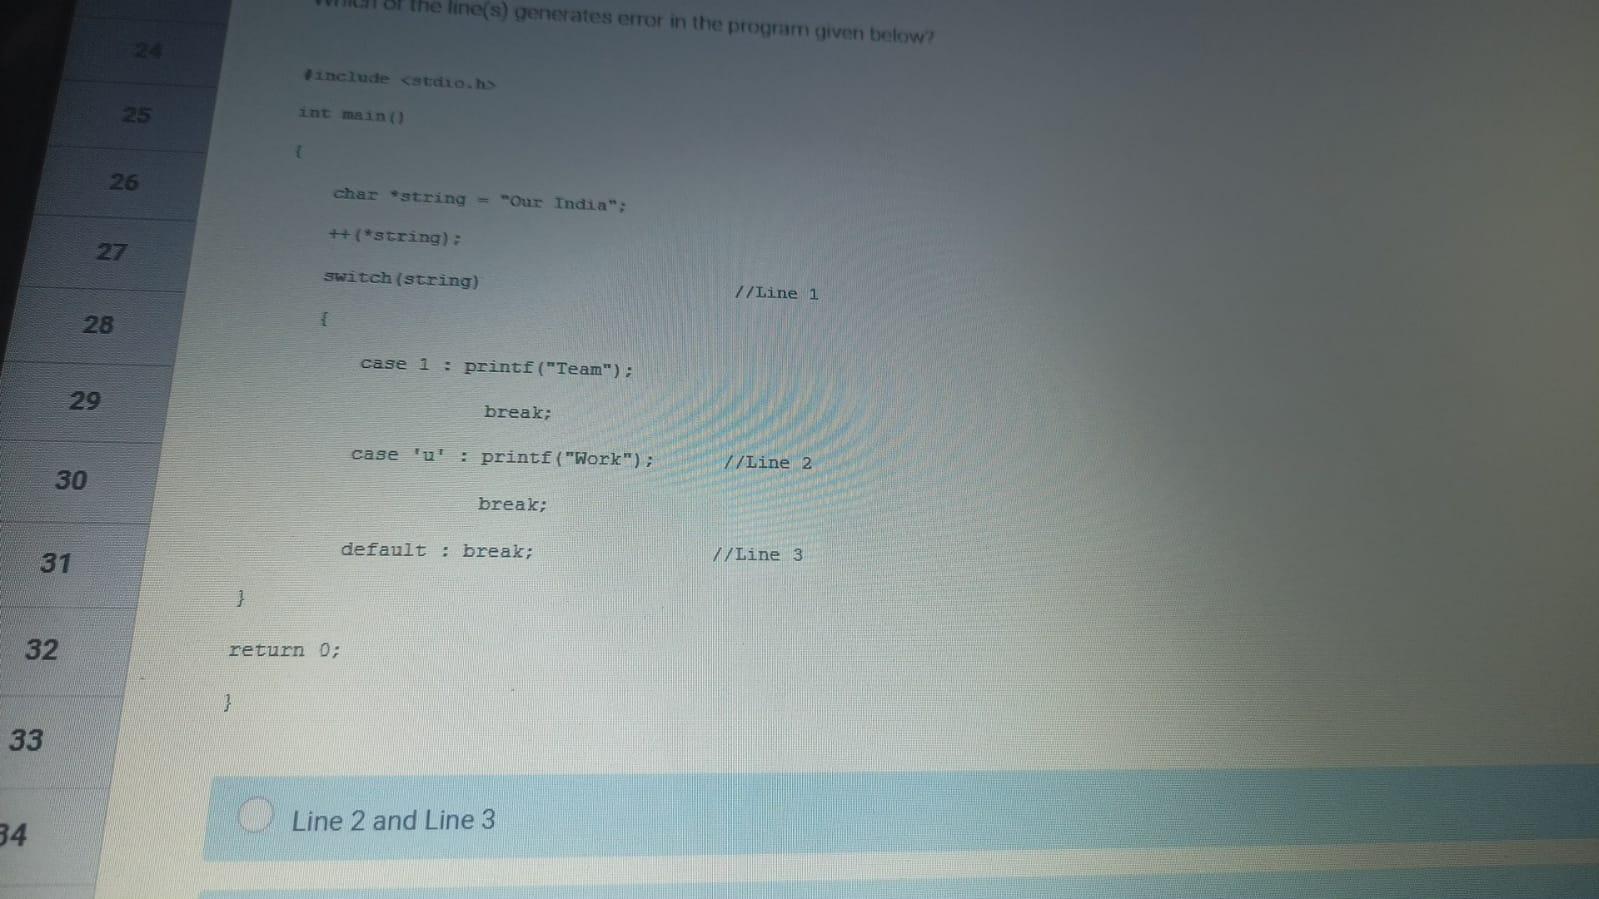 Which of the line(s) generates error in the program given below?
24
#include <stdio.h>
25
int main()
{
26
char *string = "Our India";
27
++(*string);
switch(string) //Line 1
28
{
case 1 : printf("Team");
29
break;
case 'u' : printf("Work"); //Line 2
30
break;
31
default : break; //Line 3
}
32
return 0;
}
33
34
Line 2 and Line 3